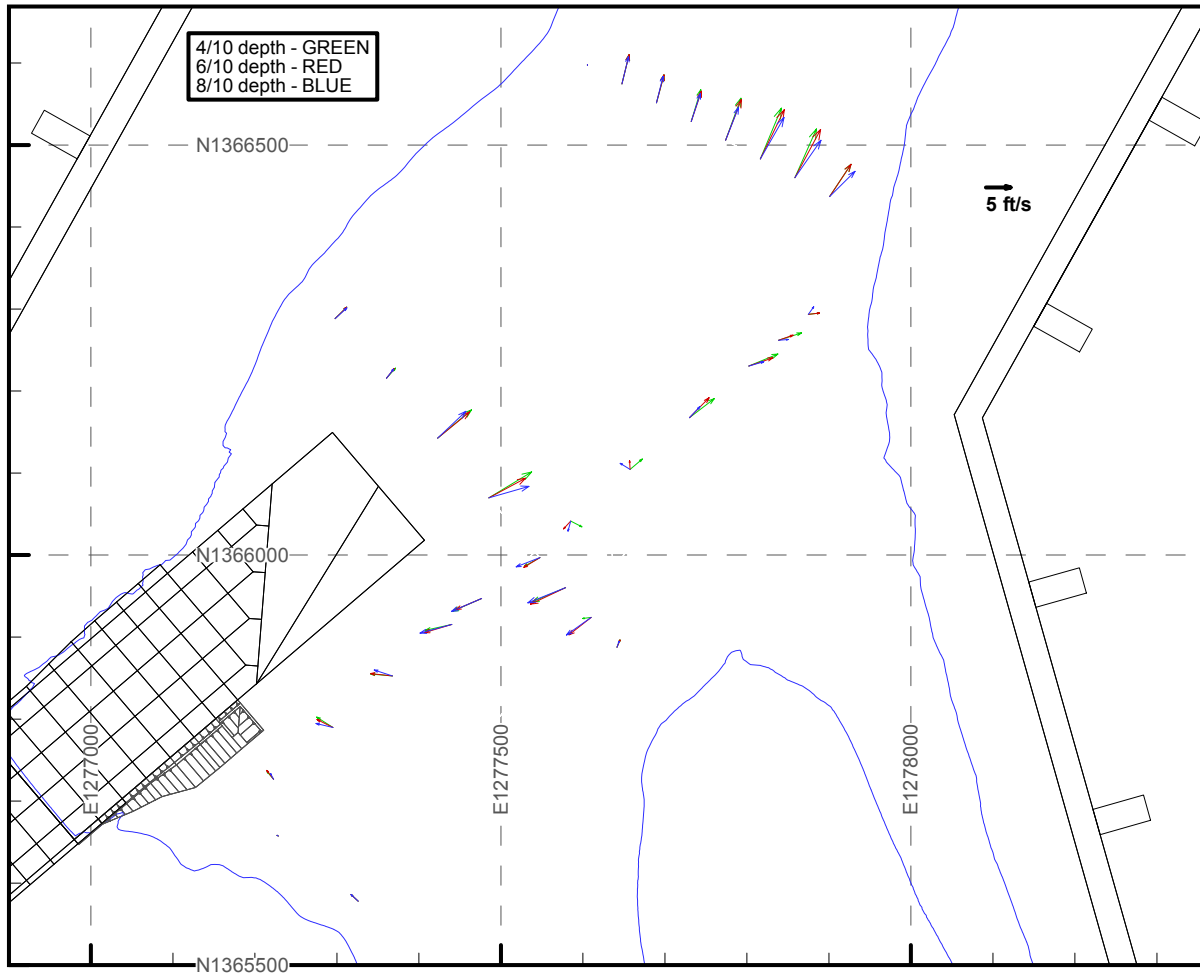 4/10 depth - GREEN
6/10 depth - RED
8/10 depth - BLUE
N1366500
5 ft/s
N1366000
E1277000
E1277500
E1278000
N1365500